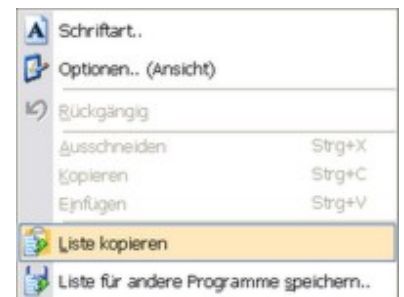 Schriftart..
Optionen.. (Ansicht)
Rückgängig
Ausschneiden Strg+X
Kopieren Strg+C
Einfügen Strg+V
Liste kopieren
Liste für andere Programme speichern..